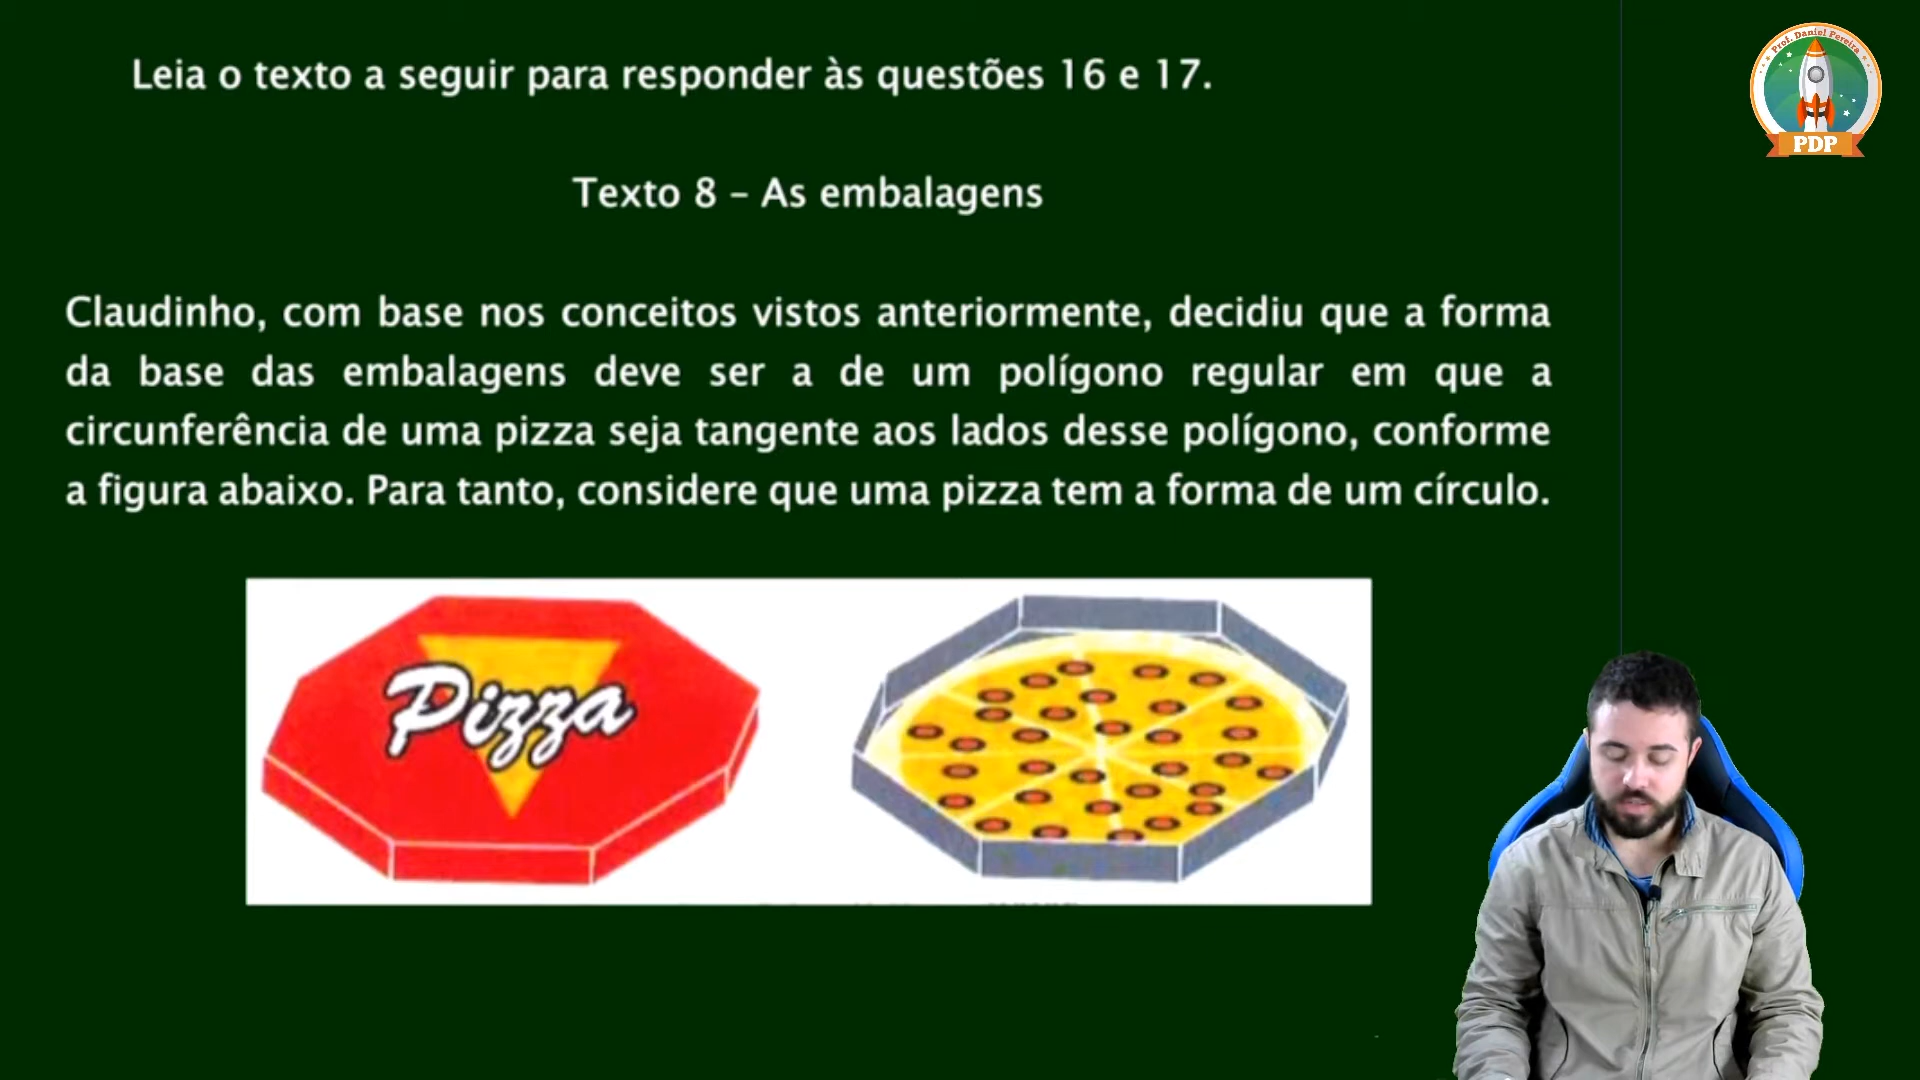 Prof. Daniel Pereira
PDP
Leia o texto a seguir para responder às questões 16 e 17.
Texto 8 – As embalagens
Claudinho, com base nos conceitos vistos anteriormente, decidiu que a forma
da base das embalagens deve ser a de um polígono regular em que a
circunferência de uma pizza seja tangente aos lados desse polígono, conforme
a figura abaixo. Para tanto, considere que uma pizza tem a forma de um círculo.
Pizza